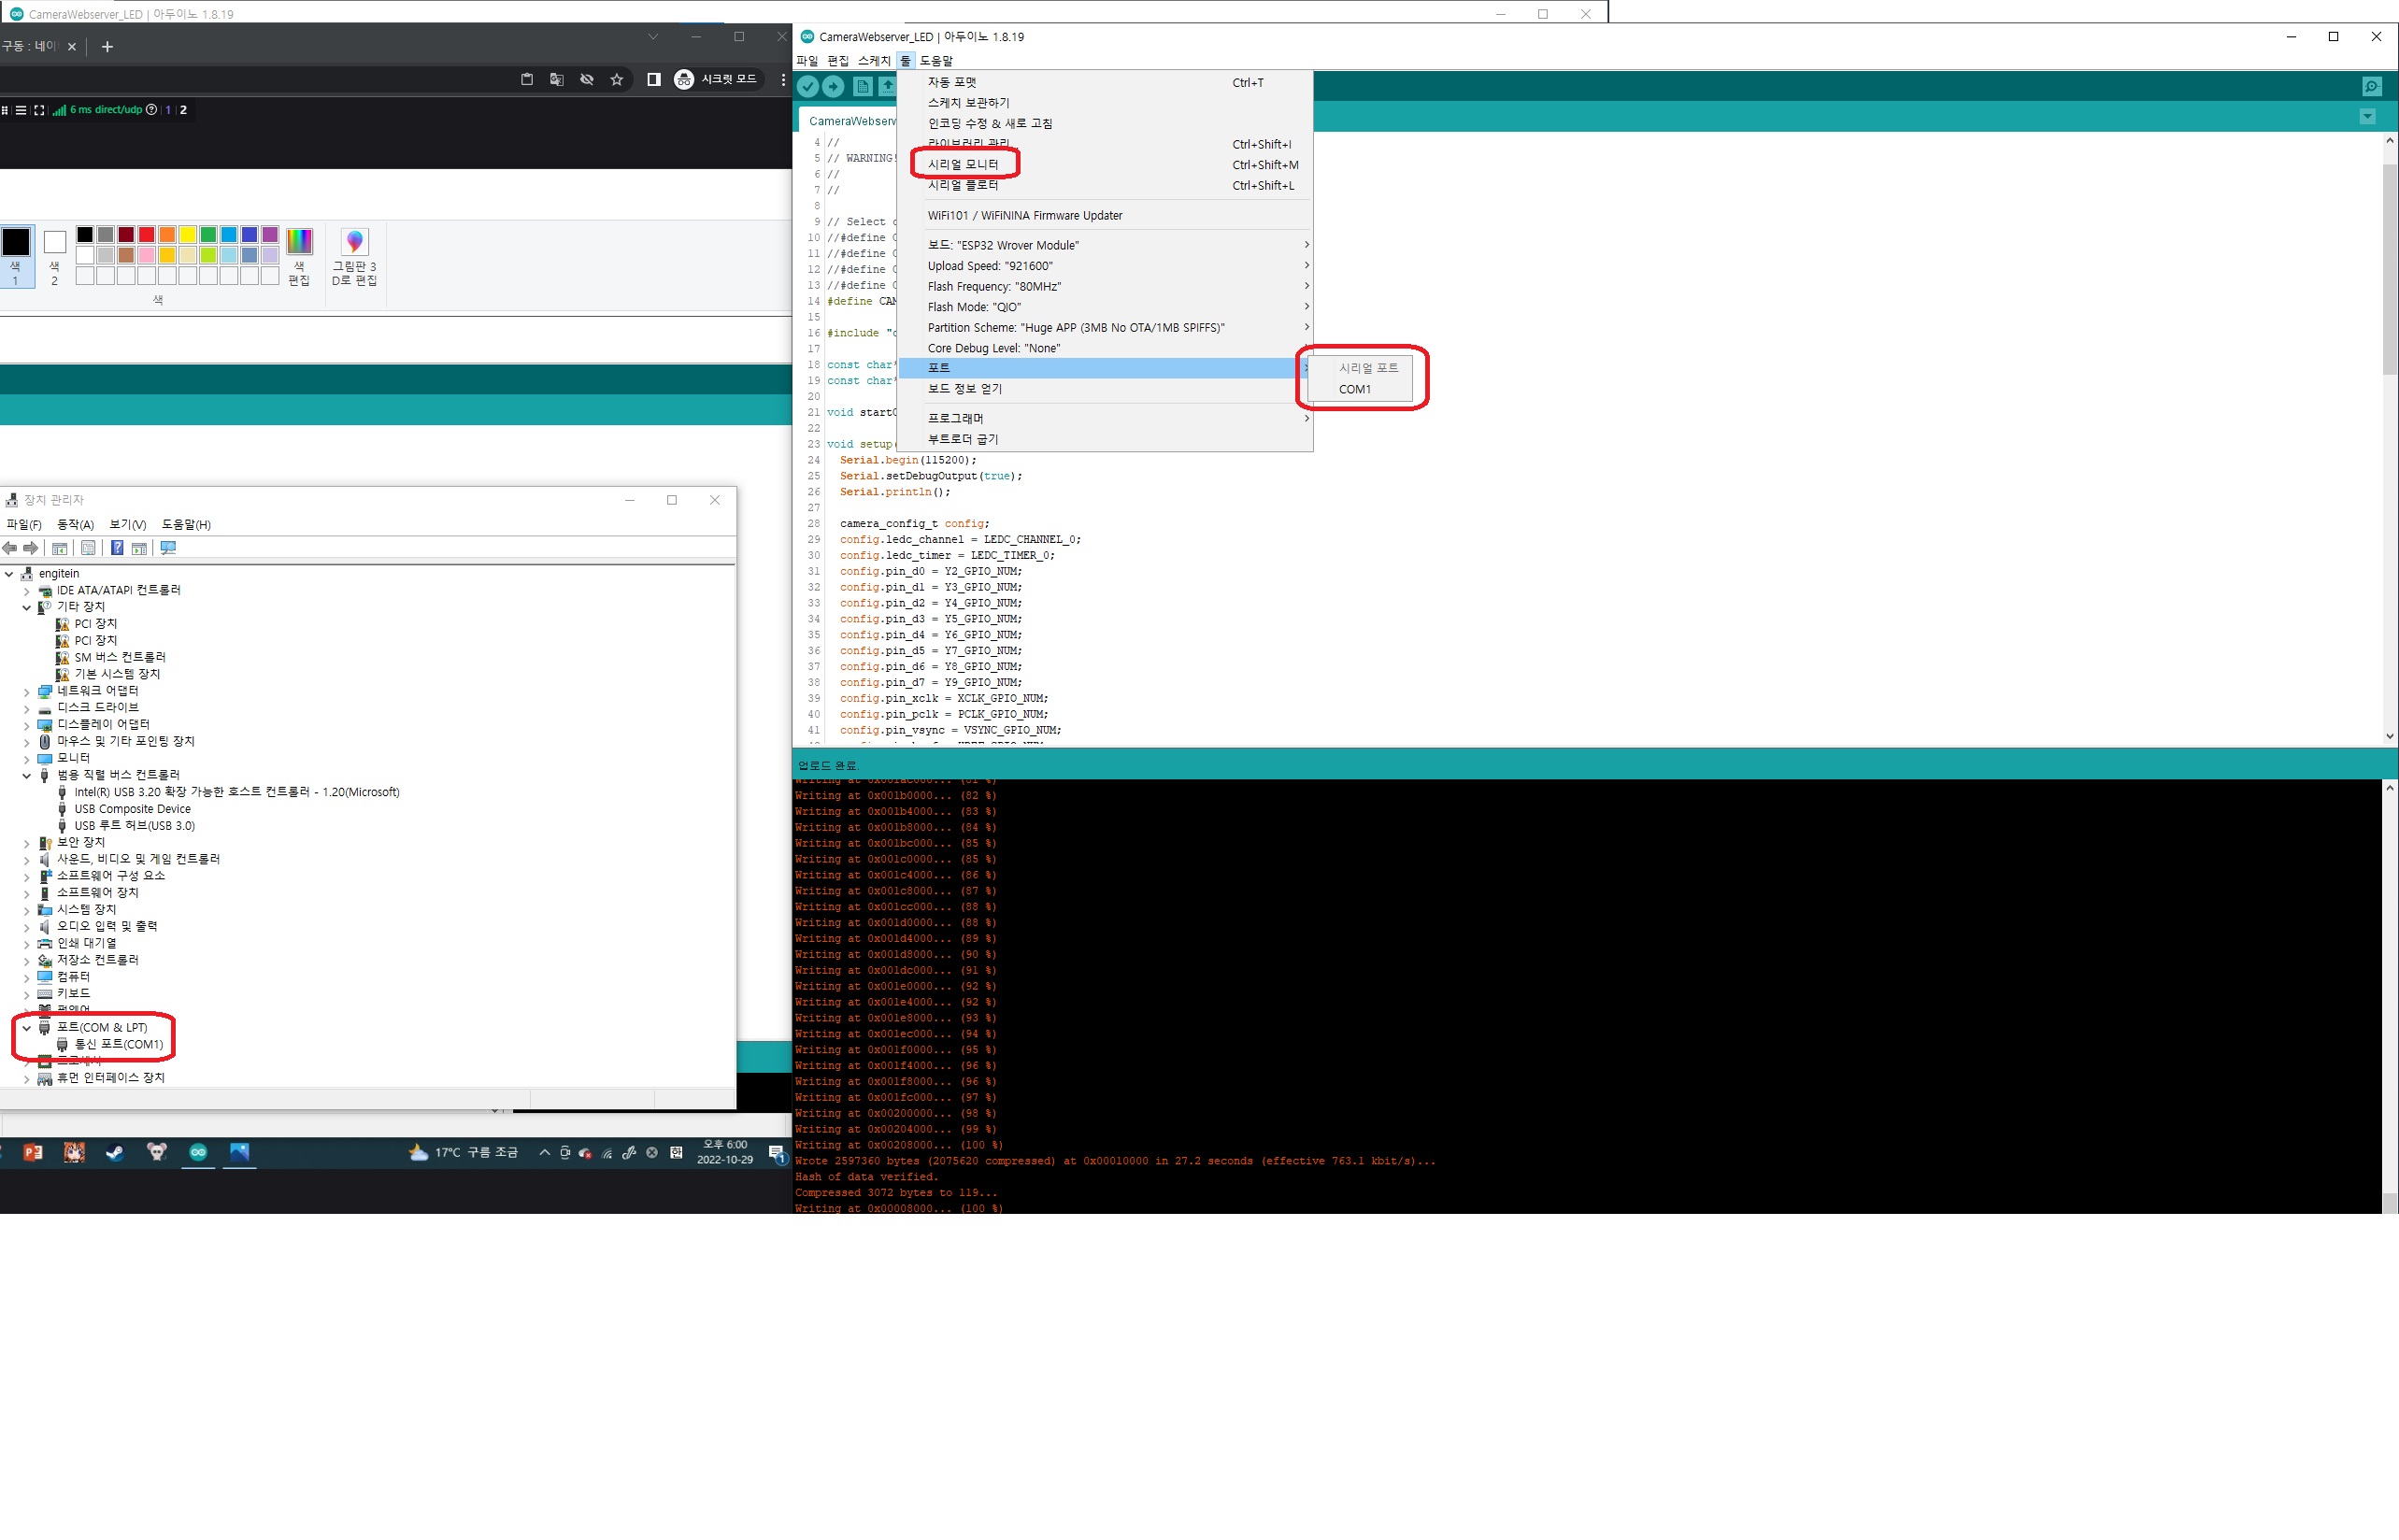 CameraWebserver_LED | 아두이노 1.8.19
구동 : 네이
시크릿 모드
6 ms direct/udp
1 2
색
1
색
2
색
편집
그림판 3
D로 편집
색
CameraWebserver_LED | 아두이노 1.8.19
파일 편집 스케치 툴 도움말
자동 포맷 Ctrl+T
스케치 보관하기
인코딩 수정 & 새로 고침
라이브러리 관리 Ctrl+Shift+I
시리얼 모니터 Ctrl+Shift+M
시리얼 플로터 Ctrl+Shift+L
WiFi101 / WiFiNINA Firmware Updater
보드: "ESP32 Wrover Module"
Upload Speed: "921600"
Flash Frequency: "80MHz"
Flash Mode: "QIO"
Partition Scheme: "Huge APP (3MB No OTA/1MB SPIFFS)"
Core Debug Level: "None"
포트
시리얼 포트
COM1
보드 정보 얻기
프로그래머
부트로더 굽기
CameraWebserv
4 //
5 // WARNING!
6 //
7 //
8
9 // Select c
10 //#define C
11 //#define C
12 //#define C
13 //#define C
14 #define CAM
15
16 #include "c
17
18 const char*
19 const char*
20
21 void startC
22
23 void setup(
24 Serial.begin(115200);
25 Serial.setDebugOutput(true);
26 Serial.println();
27
28 camera_config_t config;
29 config.ledc_channel = LEDC_CHANNEL_0;
30 config.ledc_timer = LEDC_TIMER_0;
31 config.pin_d0 = Y2_GPIO_NUM;
32 config.pin_d1 = Y3_GPIO_NUM;
33 config.pin_d2 = Y4_GPIO_NUM;
34 config.pin_d3 = Y5_GPIO_NUM;
35 config.pin_d4 = Y6_GPIO_NUM;
36 config.pin_d5 = Y7_GPIO_NUM;
37 config.pin_d6 = Y8_GPIO_NUM;
38 config.pin_d7 = Y9_GPIO_NUM;
39 config.pin_xclk = XCLK_GPIO_NUM;
40 config.pin_pclk = PCLK_GPIO_NUM;
41 config.pin_vsync = VSYNC_GPIO_NUM;
업로드 완료.
Writing at 0x001ac000... (81 %)
Writing at 0x001b0000... (82 %)
Writing at 0x001b4000... (83 %)
Writing at 0x001b8000... (84 %)
Writing at 0x001bc000... (85 %)
Writing at 0x001c0000... (85 %)
Writing at 0x001c4000... (86 %)
Writing at 0x001c8000... (87 %)
Writing at 0x001cc000... (88 %)
Writing at 0x001d0000... (88 %)
Writing at 0x001d4000... (89 %)
Writing at 0x001d8000... (90 %)
Writing at 0x001dc000... (91 %)
Writing at 0x001e0000... (92 %)
Writing at 0x001e4000... (92 %)
Writing at 0x001e8000... (93 %)
Writing at 0x001ec000... (94 %)
Writing at 0x001f0000... (95 %)
Writing at 0x001f4000... (96 %)
Writing at 0x001f8000... (96 %)
Writing at 0x001fc000... (97 %)
Writing at 0x00200000... (98 %)
Writing at 0x00204000... (99 %)
Writing at 0x00208000... (100 %)
Wrote 2597360 bytes (2075620 compressed) at 0x00010000 in 27.2 seconds (effective 763.1 kbit/s)...
Hash of data verified.
Compressed 3072 bytes to 119...
Writing at 0x00008000... (100 %)
장치 관리자
파일(F) 동작(A) 보기(V) 도움말(H)
engitein
IDE ATA/ATAPI 컨트롤러
기타 장치
PCI 장치
PCI 장치
SM 버스 컨트롤러
기본 시스템 장치
네트워크 어댑터
디스크 드라이브
디스플레이 어댑터
마우스 및 기타 포인팅 장치
모니터
범용 직렬 버스 컨트롤러
Intel(R) USB 3.20 확장 가능한 호스트 컨트롤러 - 1.20(Microsoft)
USB Composite Device
USB 루트 허브(USB 3.0)
보안 장치
사운드, 비디오 및 게임 컨트롤러
소프트웨어 구성 요소
소프트웨어 장치
시스템 장치
오디오 입력 및 출력
인쇄 대기열
저장소 컨트롤러
컴퓨터
키보드
펌웨어
포트(COM & LPT)
통신 포트(COM1)
프로세서
휴먼 인터페이스 장치
17°C 구름 조금
한
오후 6:00
2022-10-29
1